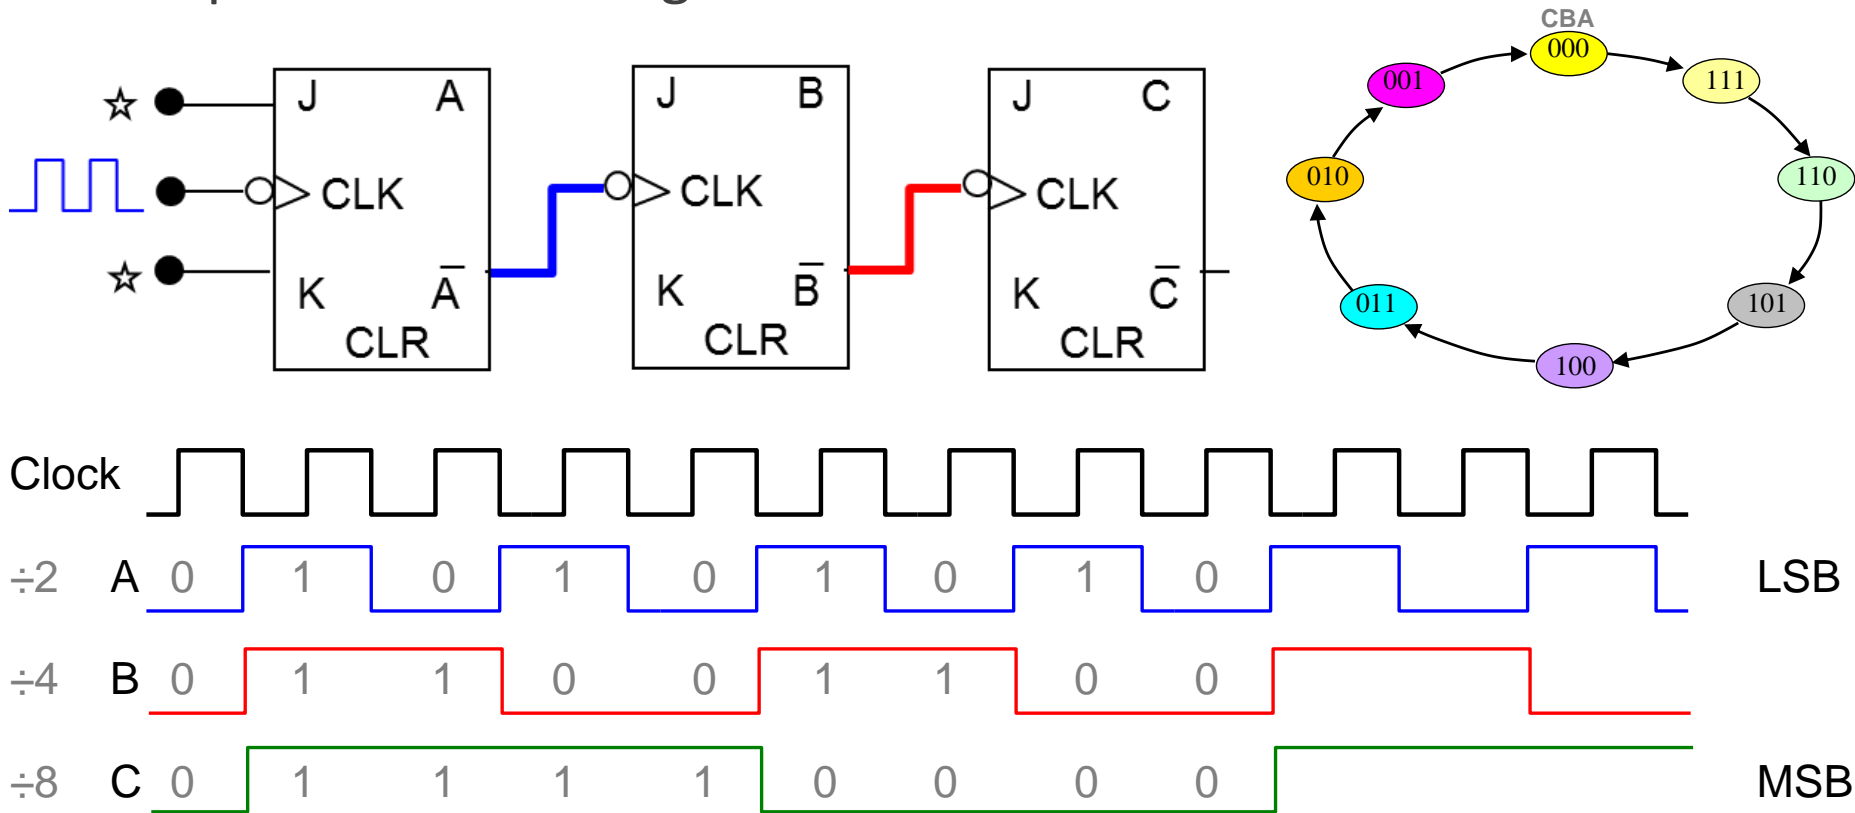 CBA
000
111
110
101
100
011
010
001
J A
CLK
K A̅
CLR
J B
CLK
K B̅
CLR
J C
CLK
K C̅
CLR
Clock
÷2 A 0 1 0 1 0 1 0 1 0 LSB
÷4 B 0 1 1 0 0 1 1 0 0
÷8 C 0 1 1 1 1 0 0 0 0 MSB